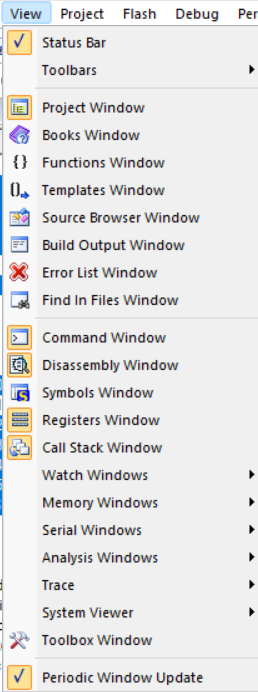 View Project Flash Debug Per
Status Bar
Toolbars
Project Window
Books Window
Functions Window
Templates Window
Source Browser Window
Build Output Window
Error List Window
Find In Files Window
Command Window
Disassembly Window
Symbols Window
Registers Window
Call Stack Window
Watch Windows
Memory Windows
Serial Windows
Analysis Windows
Trace
System Viewer
Toolbox Window
Periodic Window Update